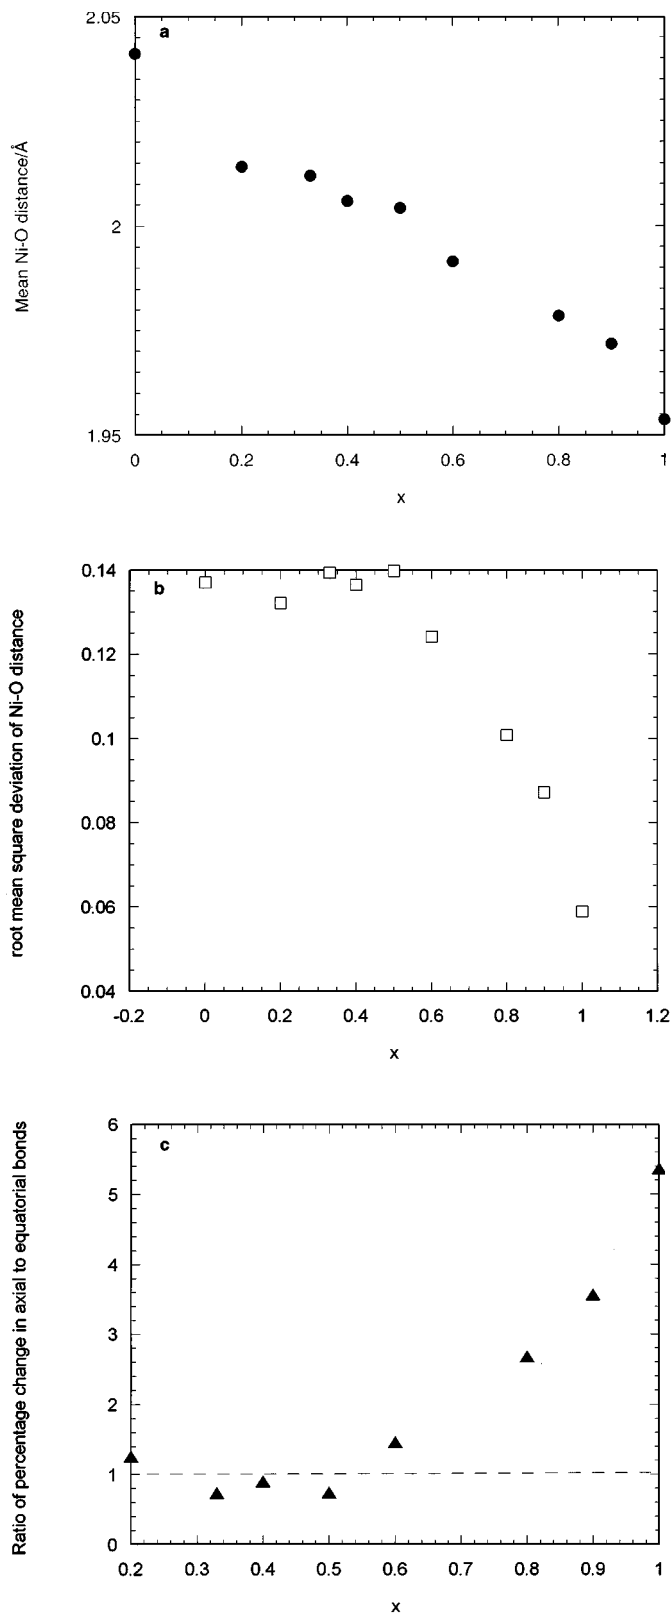 a
2.05
2
1.95
Mean Ni-O distance/Å
0 0.2 0.4 0.6 0.8 1
x
b
0.14
0.12
0.1
0.08
0.06
0.04
root mean square deviation of Ni-O distance
-0.2 0 0.2 0.4 0.6 0.8 1 1.2
x
c
6
5
4
3
2
1
0
Ratio of percentage change in axial to equatorial bonds
0.2 0.3 0.4 0.5 0.6 0.7 0.8 0.9 1
x